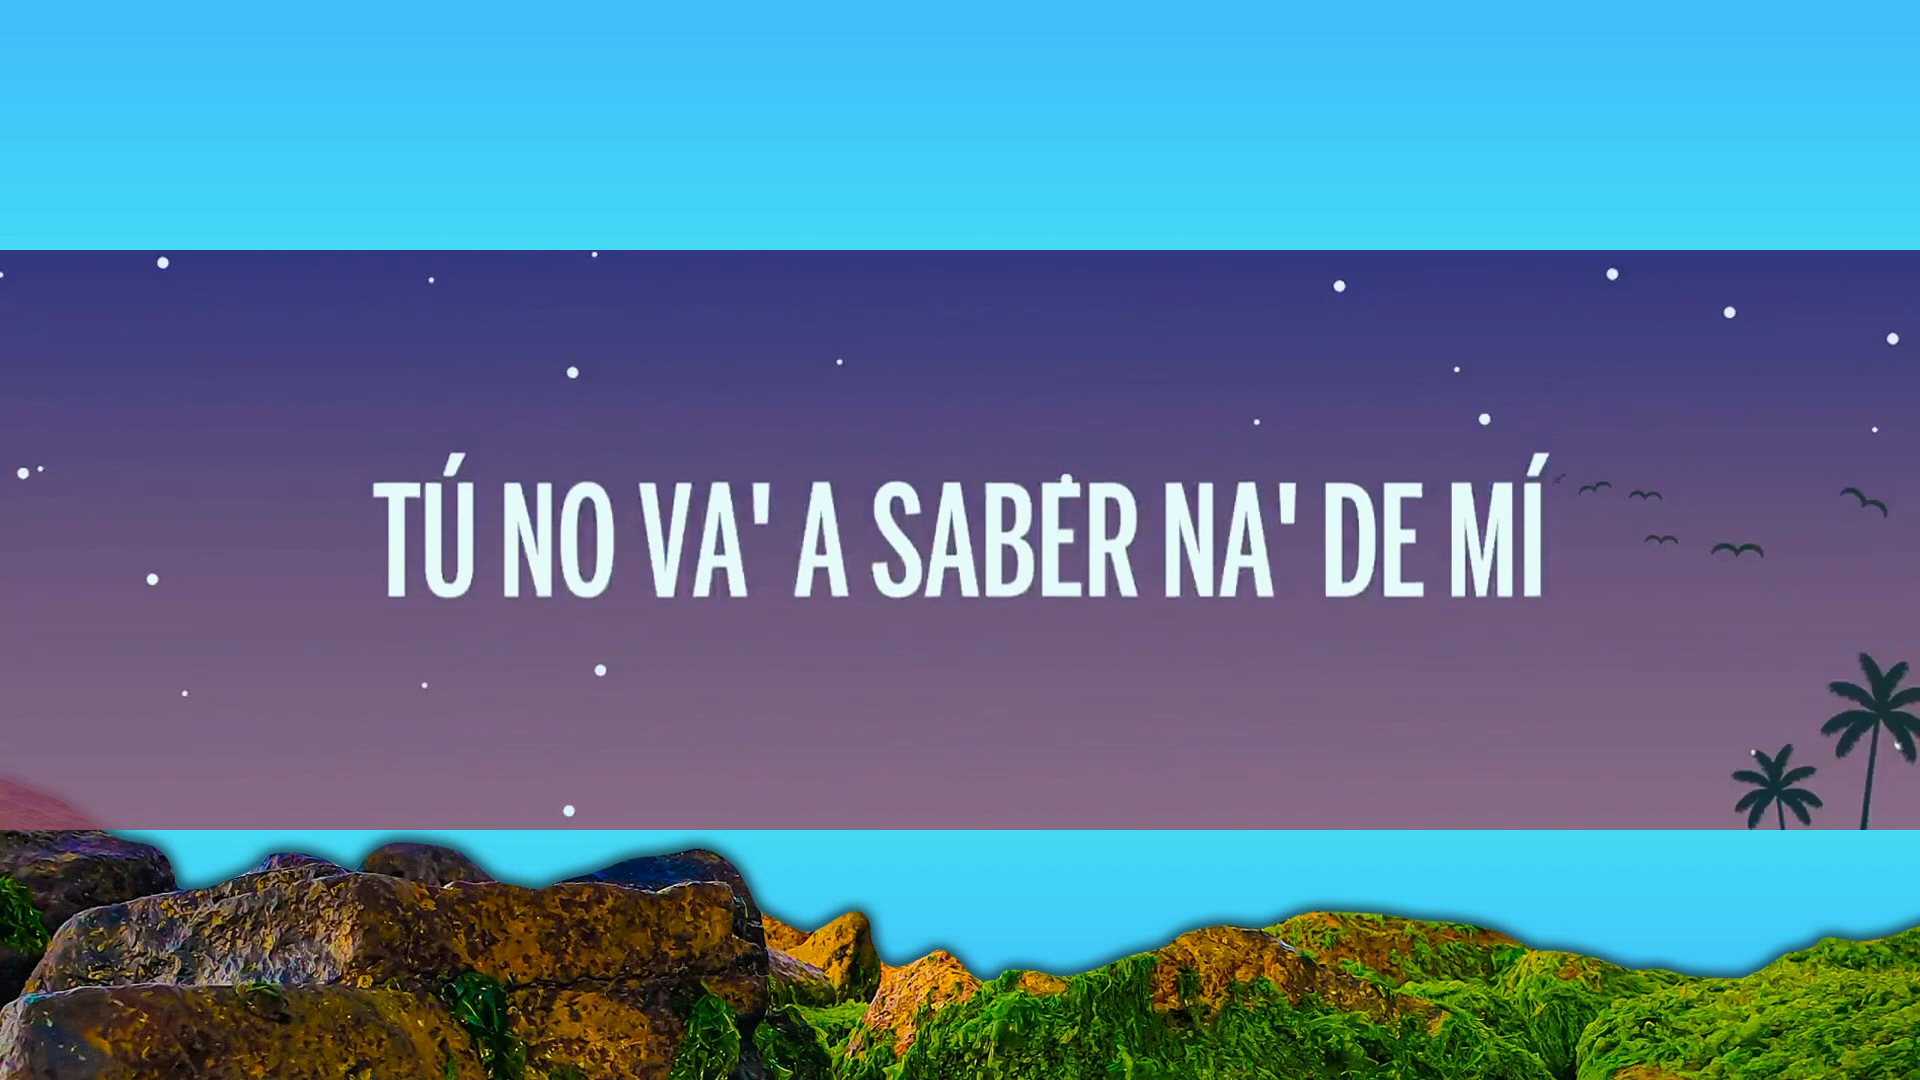 TÚ NO VA' A SABER NA' DE MÍ